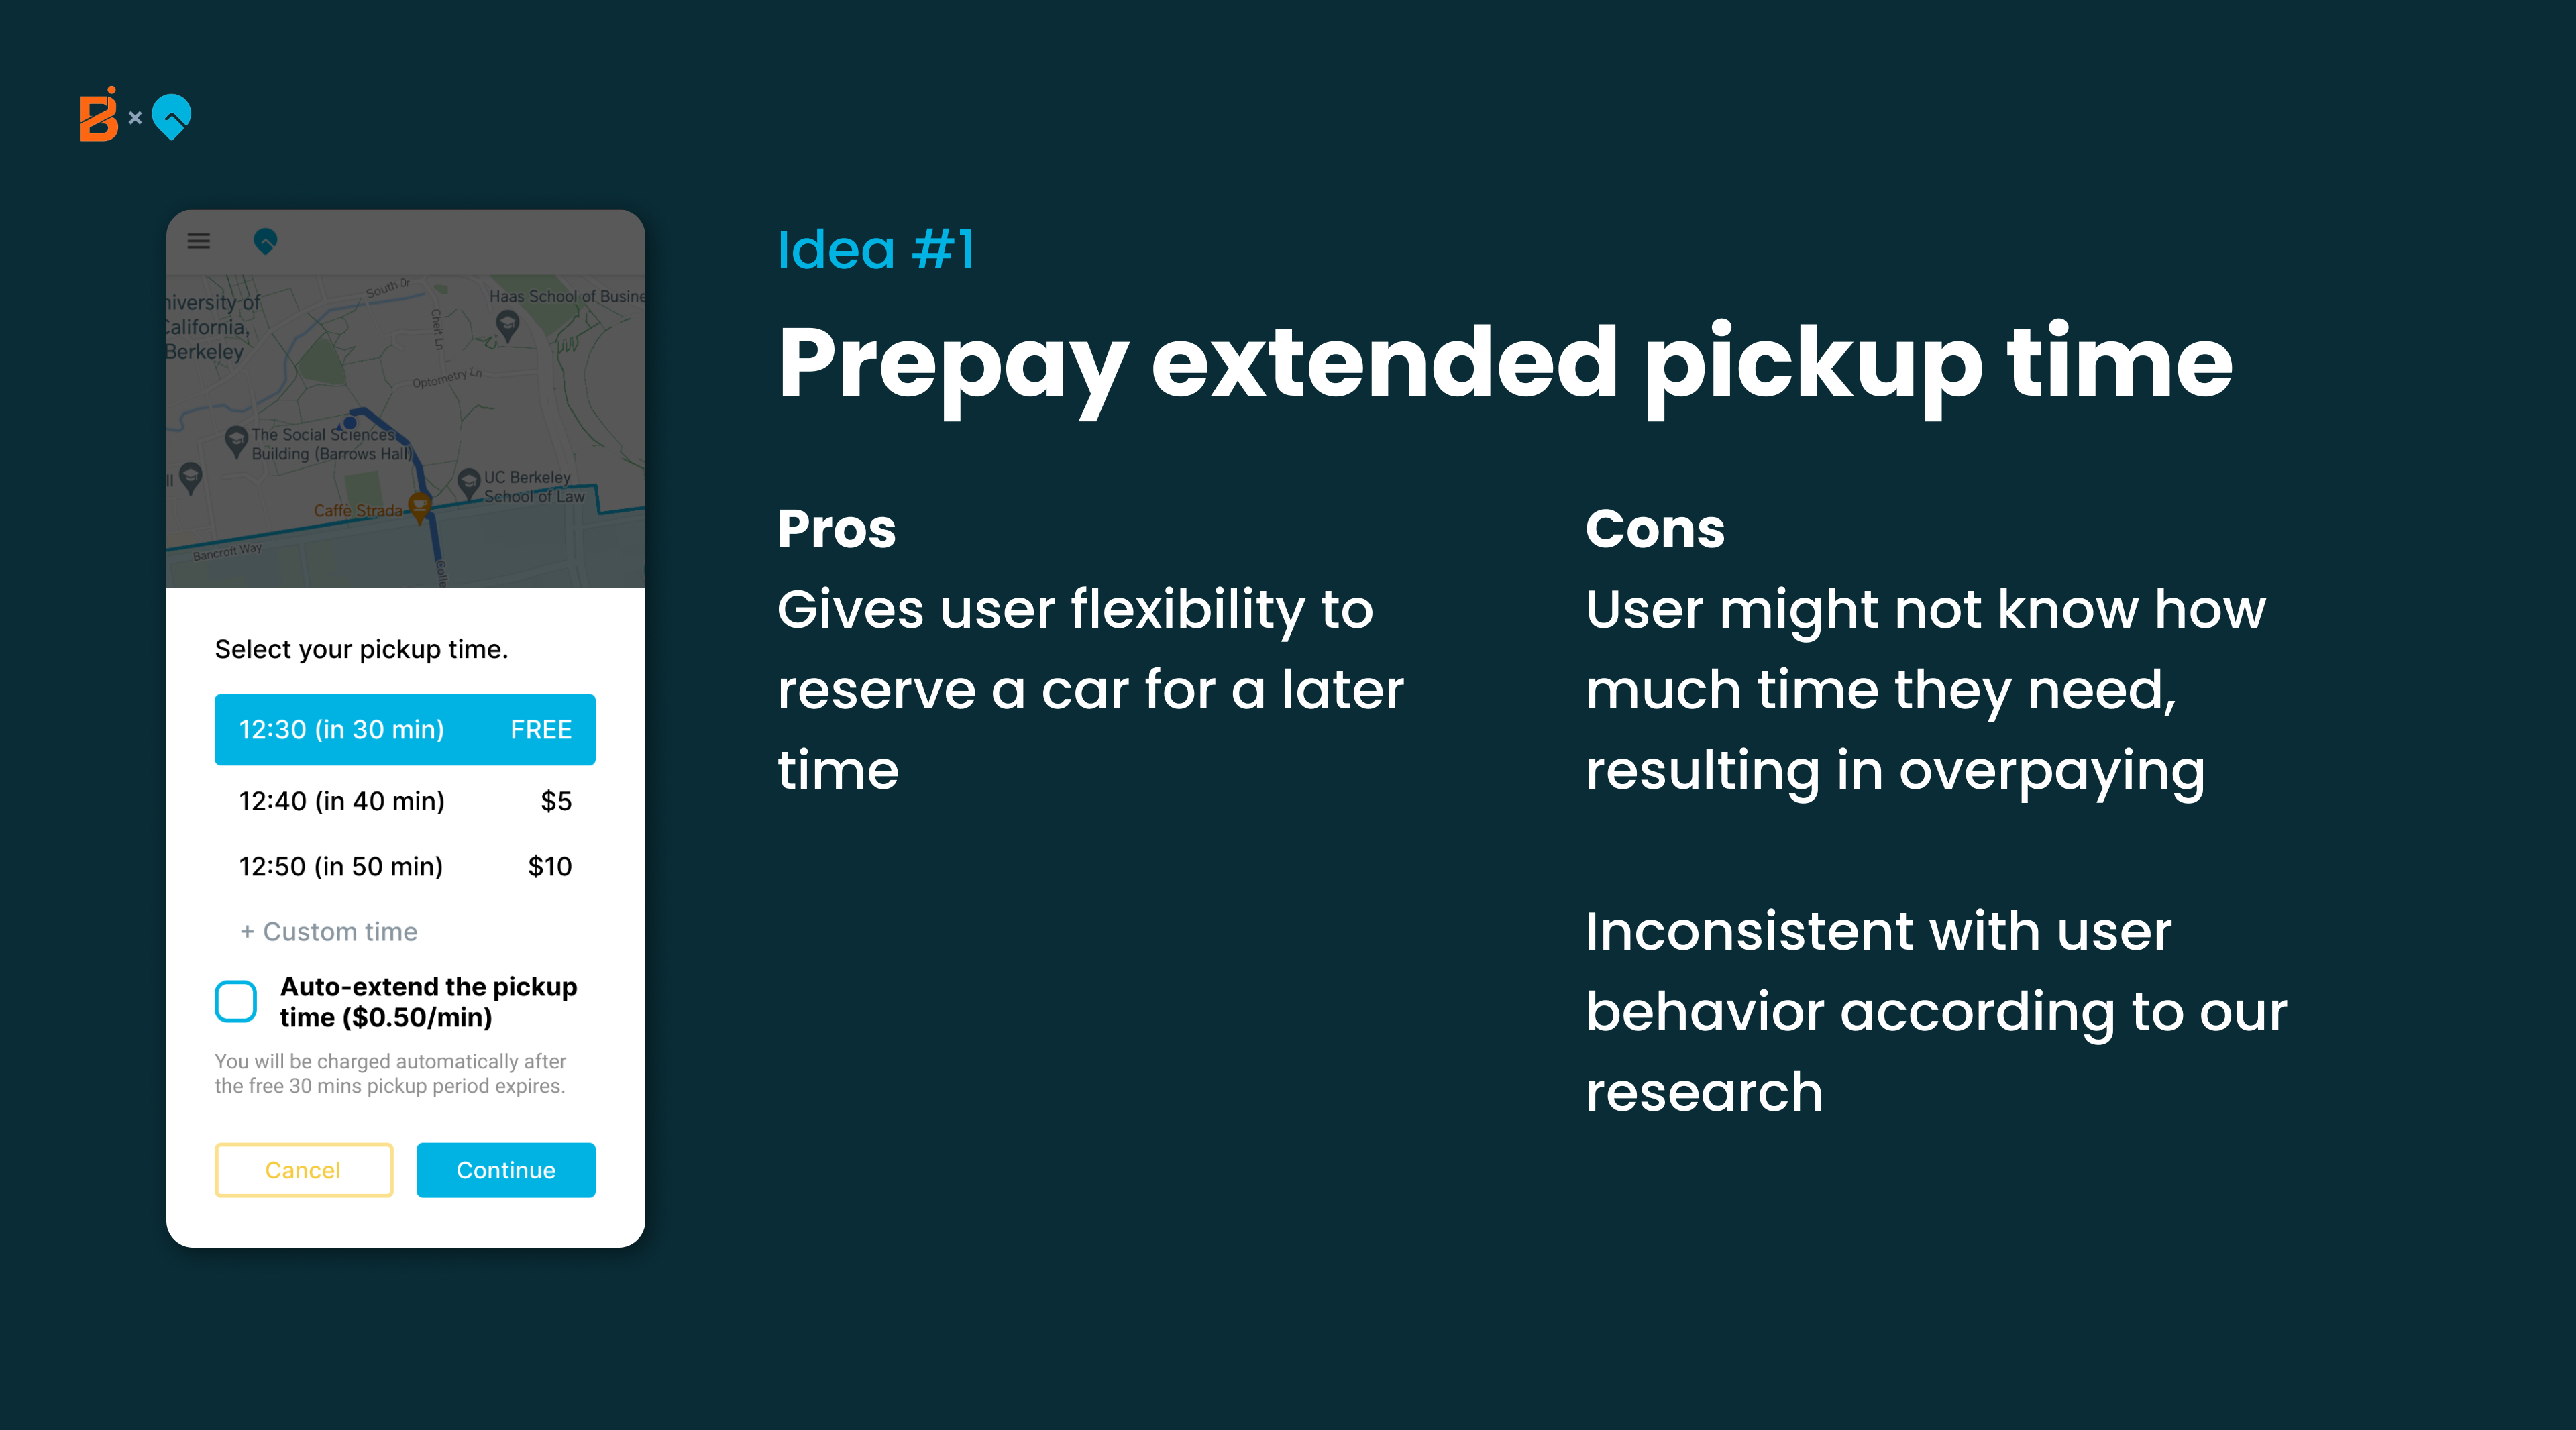 B × 
Idea #1
Prepay extended pickup time
niversity of
California,
Berkeley
South Dr
Haas School of Busine
Cheit Ln
Optometry Ln
The Social Sciences
Building (Barrows Hall)
ll
UC Berkeley
School of Law
Caffè Strada
Bancroft Way
Colle
Select your pickup time.
12:30 (in 30 min) FREE
12:40 (in 40 min) $5
12:50 (in 50 min) $10
+ Custom time
Auto-extend the pickup
time ($0.50/min)
You will be charged automatically after
the free 30 mins pickup period expires.
Cancel
Continue
Pros
Gives user flexibility to
reserve a car for a later
time
Cons
User might not know how
much time they need,
resulting in overpaying
Inconsistent with user
behavior according to our
research